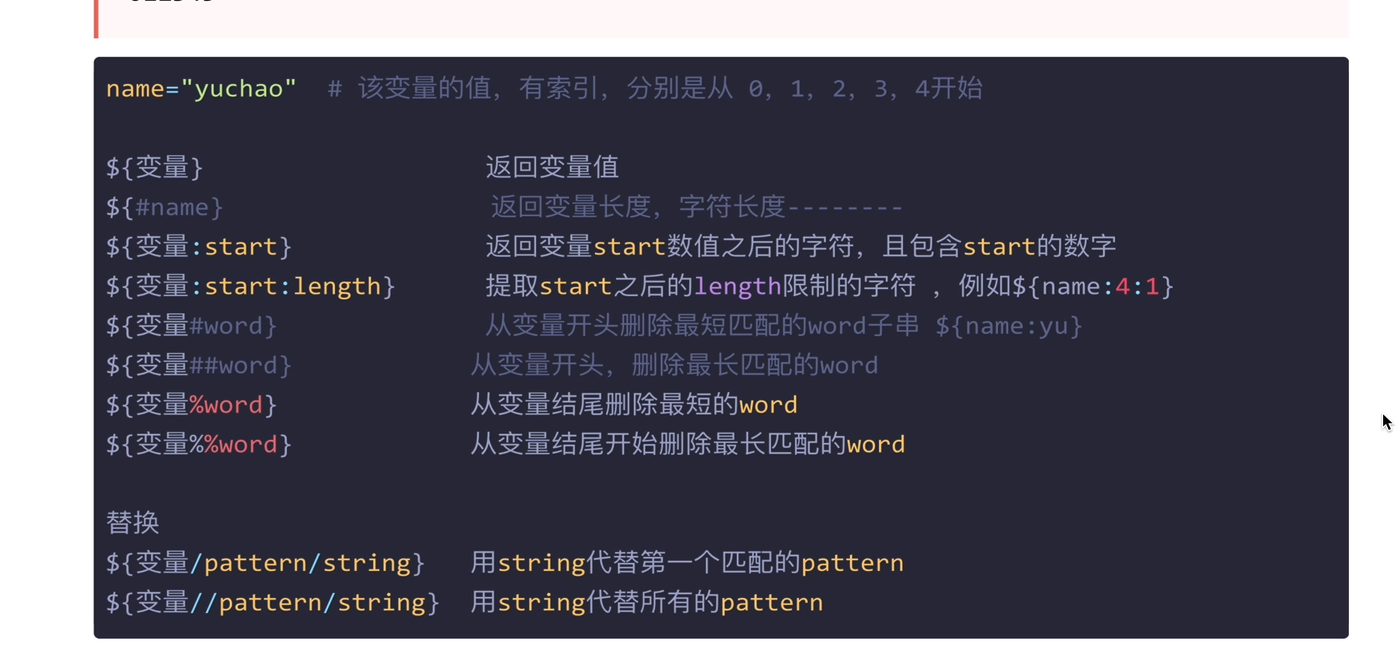 name="yuchao"  # 该变量的值，有索引，分别是从 0，1，2，3，4开始
${变量} 返回变量值
${#name} 返回变量长度，字符长度--------
${变量:start} 返回变量start数值之后的字符，且包含start的数字
${变量:start:length} 提取start之后的length限制的字符 ，例如${name:4:1}
${变量#word} 从变量开头删除最短匹配的word子串 ${name:yu}
${变量##word} 从变量开头，删除最长匹配的word
${变量%word} 从变量结尾删除最短的word
${变量%%word} 从变量结尾开始删除最长匹配的word
替换
${变量/pattern/string} 用string代替第一个匹配的pattern
${变量//pattern/string} 用string代替所有的pattern